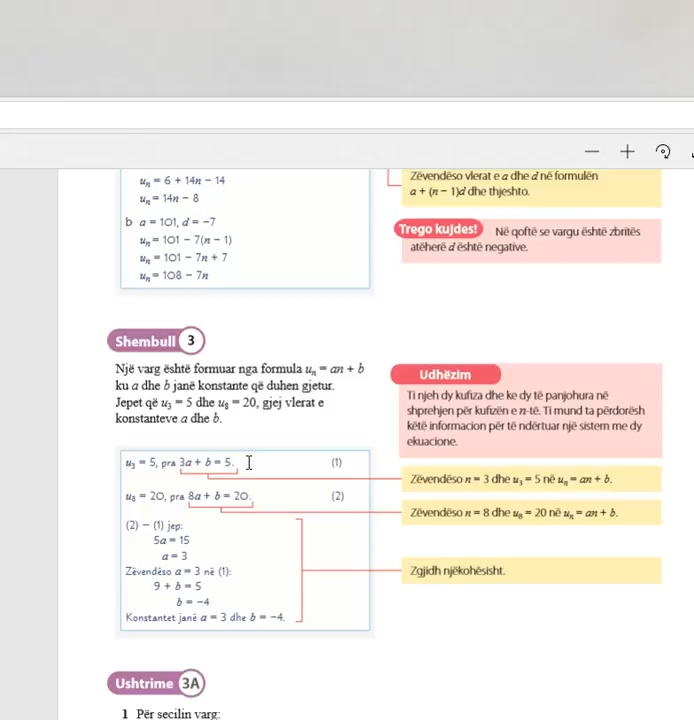 uₙ = 6 + 14n − 14
uₙ = 14n − 8
b a = 101, d = −7
uₙ = 101 − 7(n − 1)
uₙ = 101 − 7n + 7
uₙ = 108 − 7n
Zëvendëso vlerat e a dhe d në formulën
a + (n − 1)d dhe thjeshto.
Trego kujdes! Në qoftë se vargu është zbritës
atëherë d është negative.
Shembull 3
Një varg është formuar nga formula uₙ = an + b
ku a dhe b janë konstante që duhen gjetur.
Jepet që u₃ = 5 dhe u₈ = 20, gjej vlerat e
konstanteve a dhe b.
Udhëzim
Ti njeh dy kufiza dhe ke dy të panjohura në
shprehjen për kufizën e n-të. Ti mund ta përdorësh
këtë informacion për të ndërtuar një sistem me dy
ekuacione.
u₃ = 5, pra 3a + b = 5. (1)
Zëvendëso n = 3 dhe u₃ = 5 në uₙ = an + b.
u₈ = 20, pra 8a + b = 20. (2)
Zëvendëso n = 8 dhe u₈ = 20 në uₙ = an + b.
(2) − (1) jep:
5a = 15
a = 3
Zëvendëso a = 3 në (1):
9 + b = 5
b = −4
Konstantet janë a = 3 dhe b = −4.
Zgjidh njëkohësisht.
Ushtrime 3A
1 Për secilin varg: